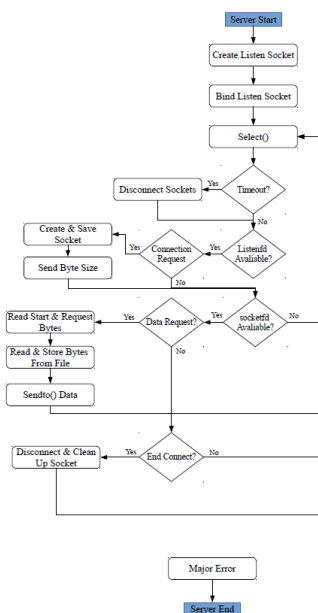 Server Start
Create Listen Socket
Bind Listen Socket
Select()
Timeout?
Yes
Disconnect Sockets
No
Create & Save
Socket
Yes
Connection
Request
Yes
Listenfd
Avaliable?
Send Byte Size
No
Read Start & Request
Bytes
Yes
Data Request?
Yes
socketfd
Avaliable?
No
Read & Store Bytes
From File
No
Sendto() Data
Disconnect & Clean
Up Socket
Yes
End Connect?
No
Major Error
Server End